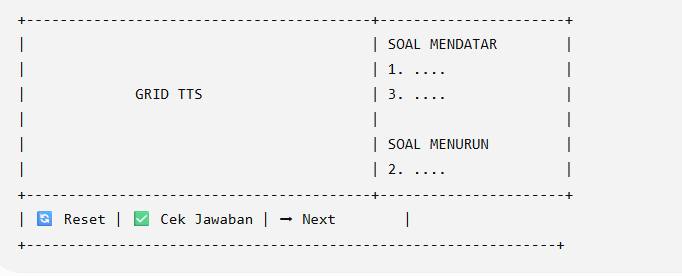 SOAL MENDATAR
1. ....
GRID TTS 3. ....
SOAL MENURUN
2. ....
🔄 Reset | ✅ Cek Jawaban | → Next |